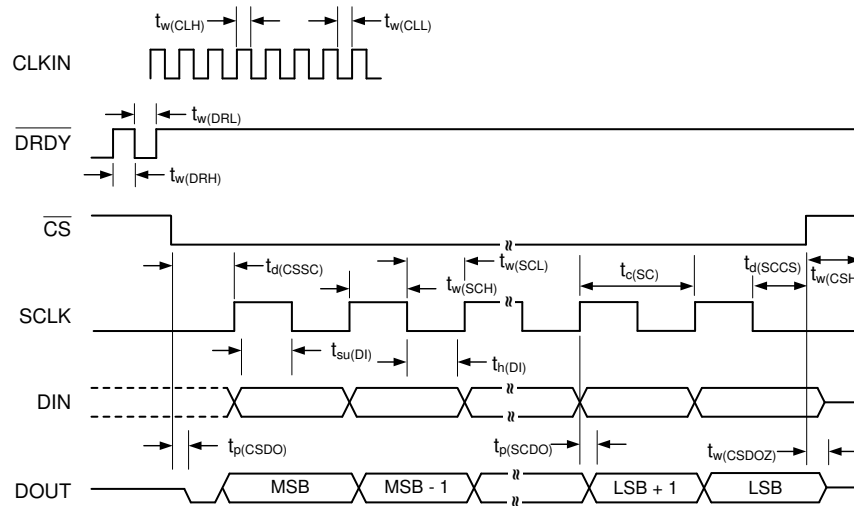 tw(CLH)
tw(CLL)
CLKIN
tw(DRL)
DRDY
tw(DRH)
CS
td(CSSC)
tw(SCL)
tc(SC)
td(SCCS)
tw(SCH)
tw(CSH
SCLK
tsu(DI)
th(DI)
DIN
tp(CSDO)
tp(SCDO)
tw(CSDOZ)
DOUT
MSB
MSB - 1
LSB + 1
LSB